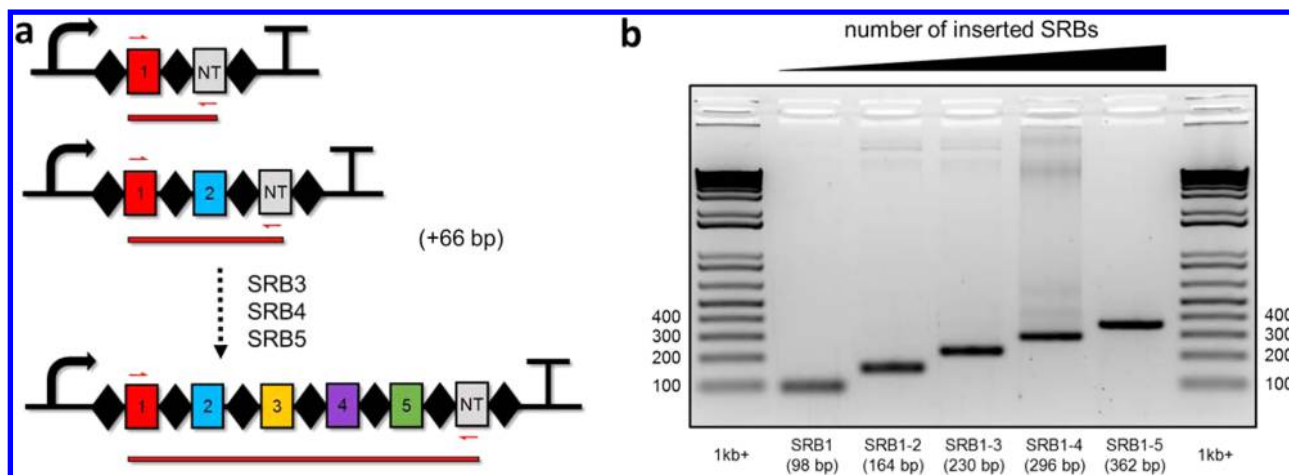 a
1 NT
1 2 NT
(+66 bp)
SRB3
SRB4
SRB5
1 2 3 4 5 NT
b
number of inserted SRBs
400 400
300 300
200 200
100 100
1kb+ SRB1 SRB1-2 SRB1-3 SRB1-4 SRB1-5 1kb+
(98 bp) (164 bp) (230 bp) (296 bp) (362 bp)